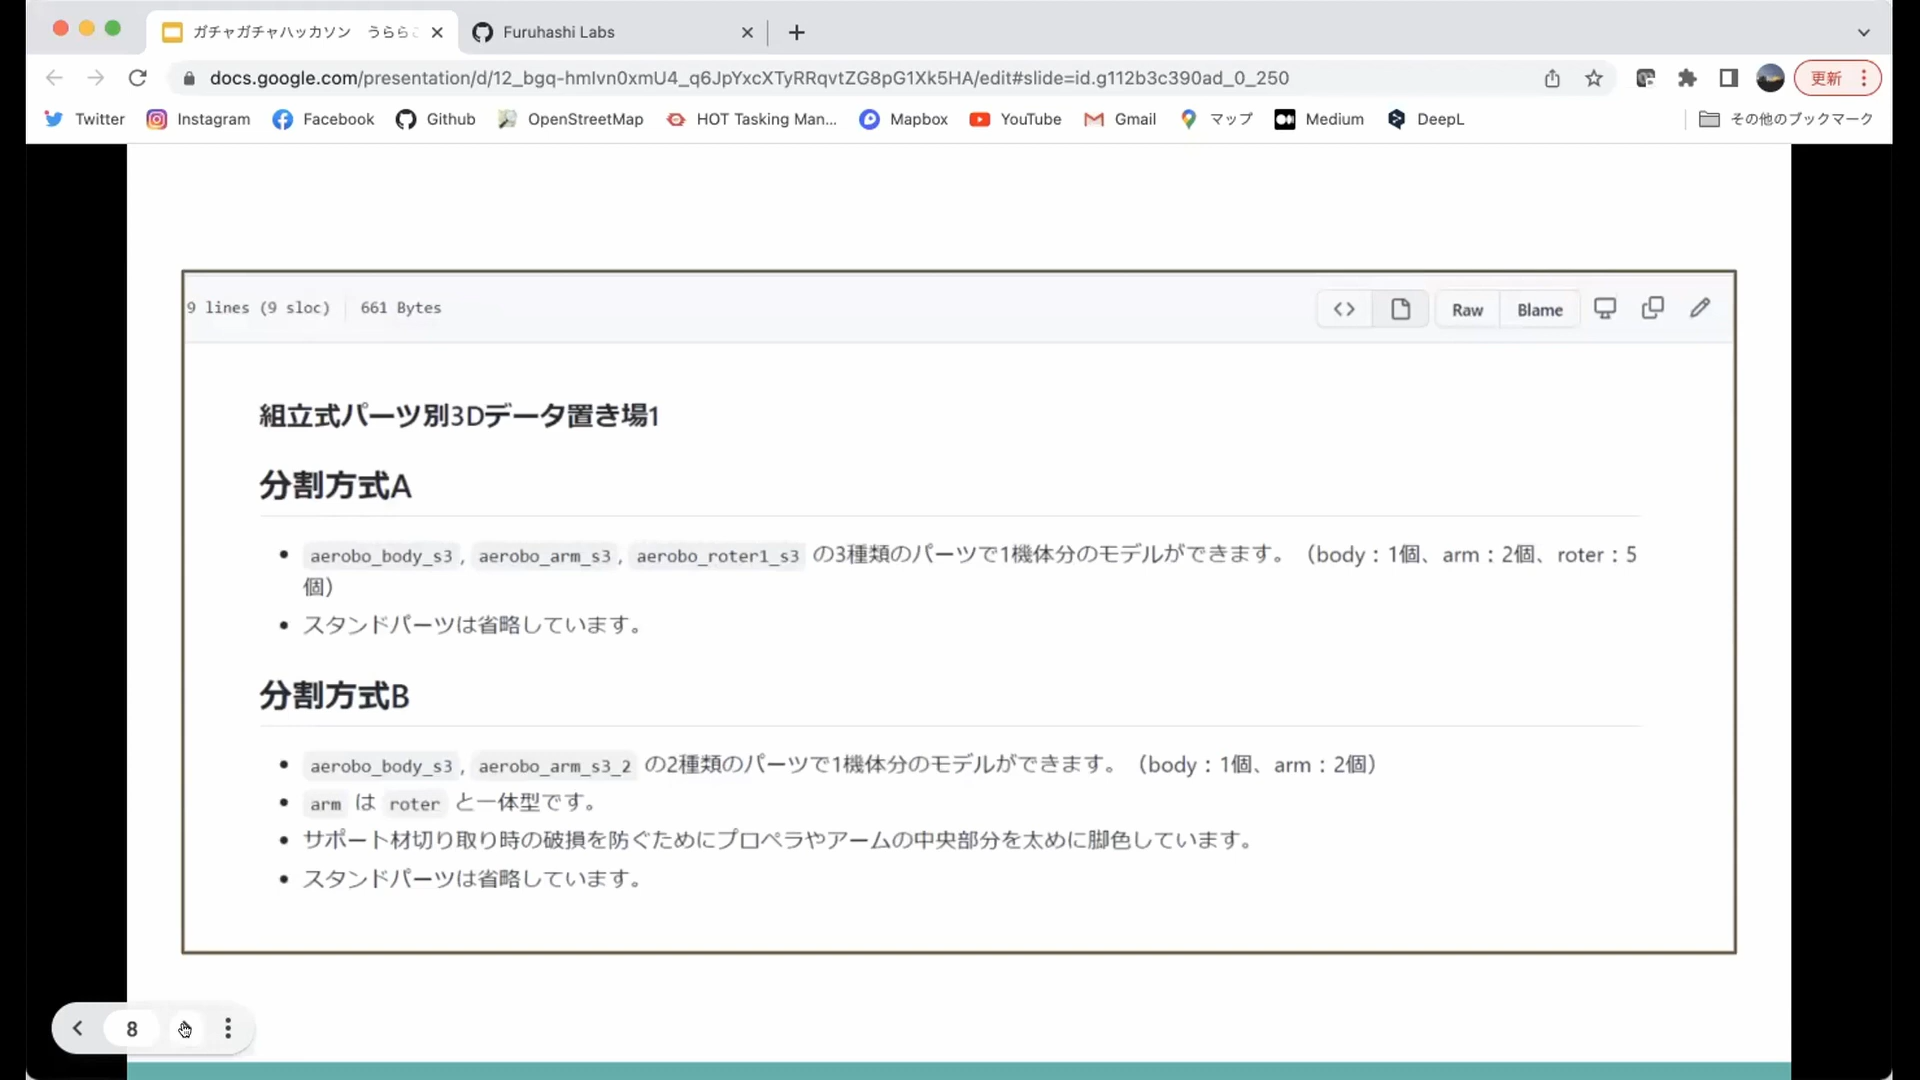 ガチャガチャハッカソン　うららこ
Furuhashi Labs
docs.google.com/presentation/d/12_bgq-hmIvn0xmU4_q6JpYxcXTyRRqvtZG8pG1Xk5HA/edit#slide=id.g112b3c390ad_0_250
更新
Twitter Instagram Facebook Github OpenStreetMap HOT Tasking Man... Mapbox YouTube Gmail マップ Medium DeepL その他のブックマーク
9 lines (9 sloc) 661 Bytes
Raw Blame
組立式パーツ別3Dデータ置き場1
分割方式A
• aerobo_body_s3, aerobo_arm_s3, aerobo_roter1_s3 の3種類のパーツで1機体分のモデルができます。（body：1個、arm：2個、roter：5
個）
• スタンドパーツは省略しています。
分割方式B
• aerobo_body_s3, aerobo_arm_s3_2 の2種類のパーツで1機体分のモデルができます。（body：1個、arm：2個）
• arm は roter と一体型です。
• サポート材切り取り時の破損を防ぐためにプロペラやアームの中央部分を太めに脚色しています。
• スタンドパーツは省略しています。
8